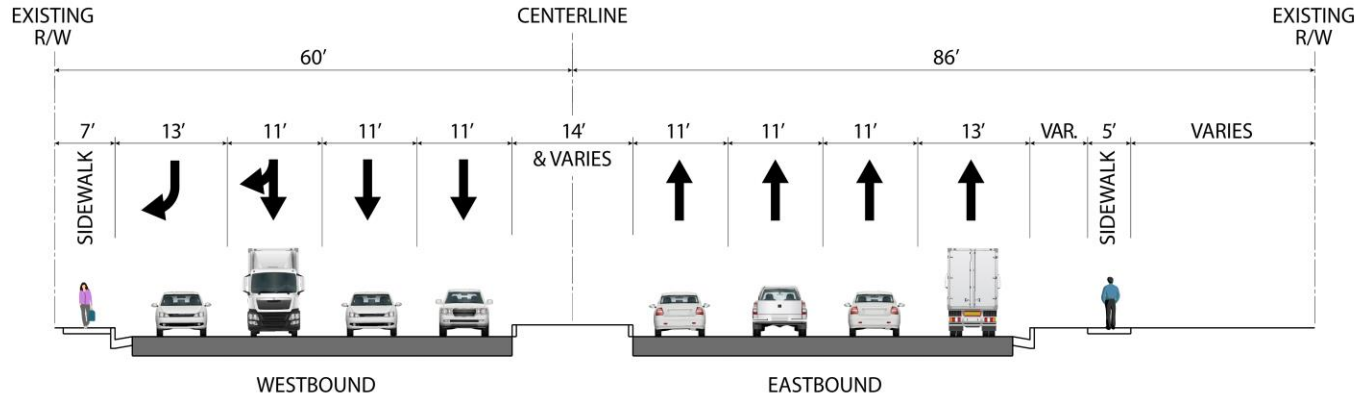 EXISTING
R/W
CENTERLINE
EXISTING
R/W
60’
86’
7’
13’
11’
11’
11’
14’
& VARIES
11’
11’
11’
13’
VAR.
5’
VARIES
SIDEWALK
SIDEWALK
WESTBOUND
EASTBOUND